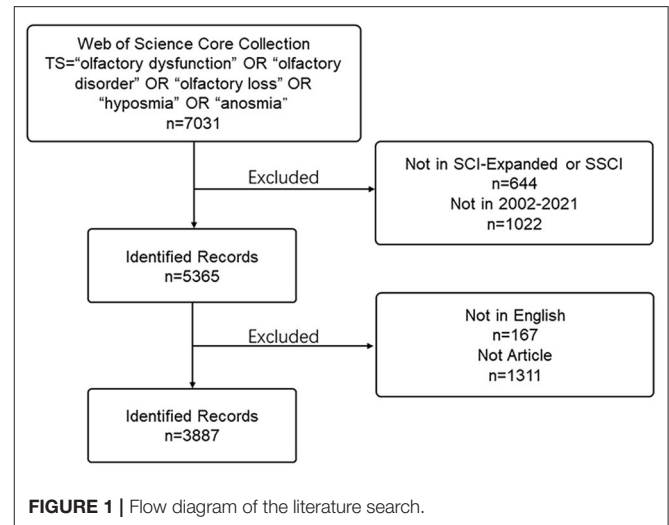 Web of Science Core Collection
TS=“olfactory dysfunction” OR “olfactory
disorder” OR “olfactory loss” OR
“hyposmia” OR “anosmia”
n=7031
Excluded
Not in SCI-Expanded or SSCI
n=644
Not in 2002-2021
n=1022
Identified Records
n=5365
Excluded
Not in English
n=167
Not Article
n=1311
Identified Records
n=3887
FIGURE 1 | Flow diagram of the literature search.